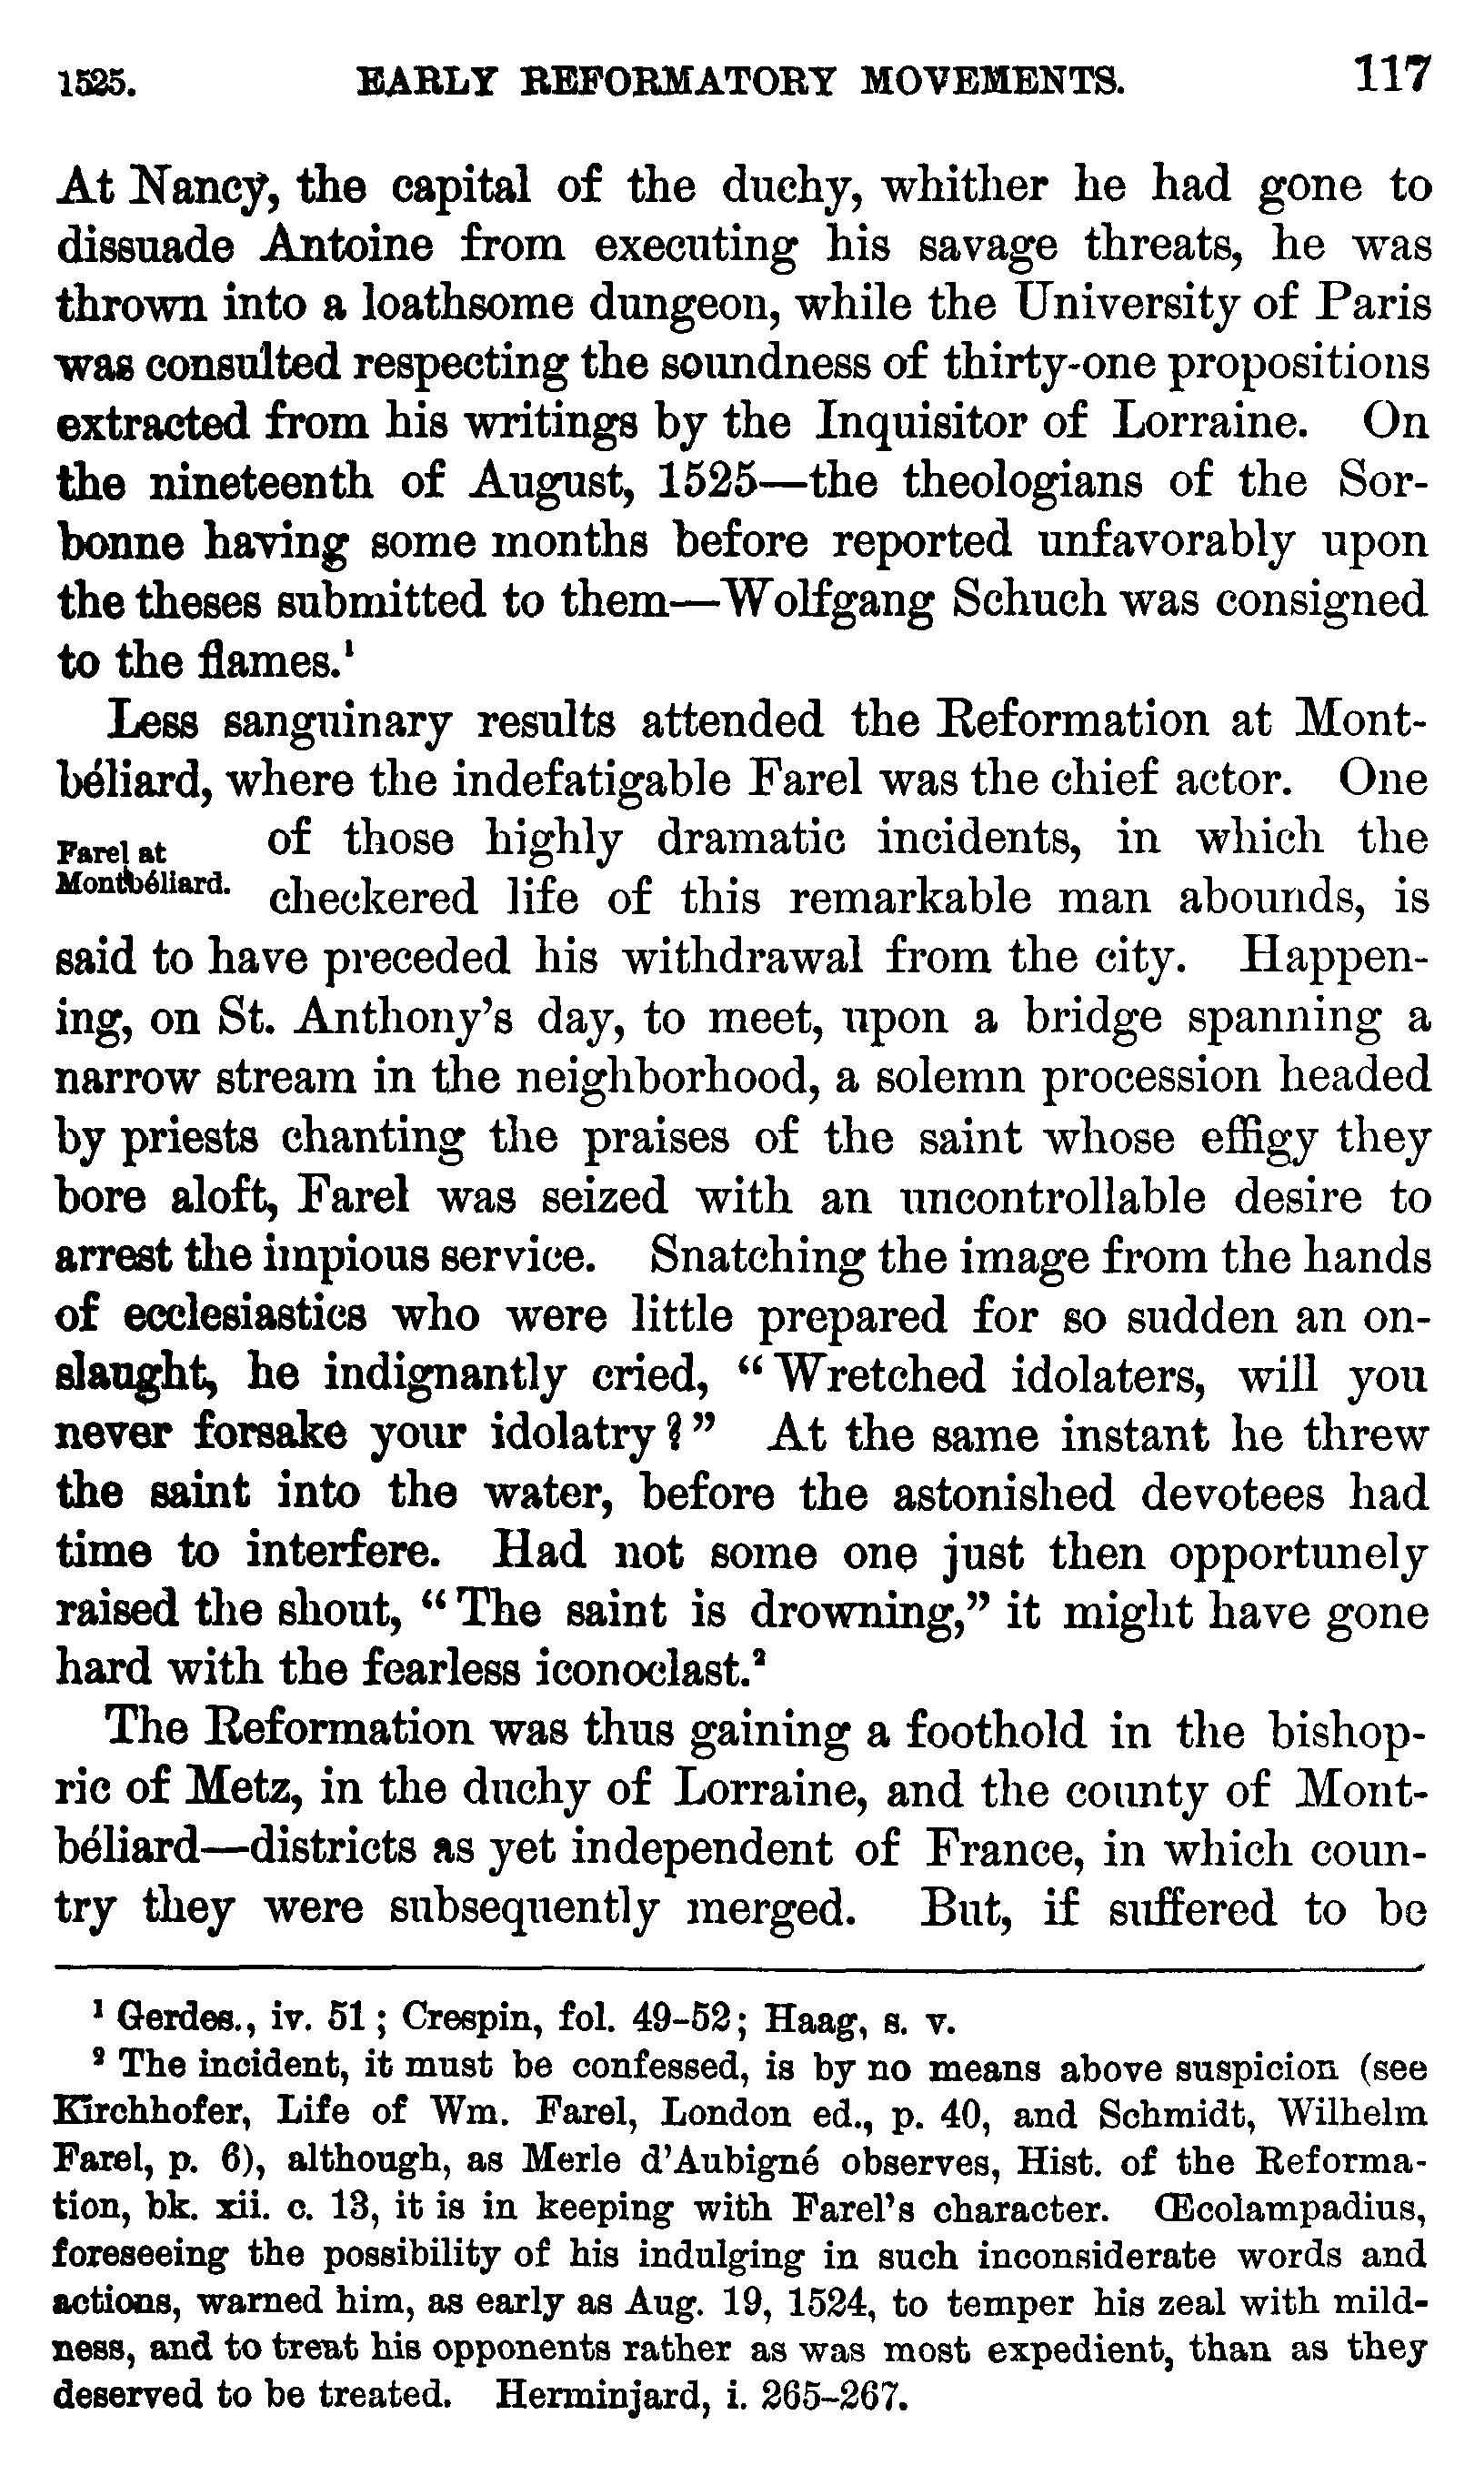 1525. EARLY REFORMATORY MOVEMENTS. 117
At Nancy, the capital of the duchy, whither he had gone to
dissuade Antoine from executing his savage threats, he was
thrown into a loathsome dungeon, while the University of Paris
was consulted respecting the soundness of thirty-one propositions
extracted from his writings by the Inquisitor of Lorraine. On
the nineteenth of August, 1525—the theologians of the Sor-
bonne having some months before reported unfavorably upon
the theses submitted to them—Wolfgang Schuch was consigned
to the flames.¹
Less sanguinary results attended the Reformation at Mont-
béliard, where the indefatigable Farel was the chief actor. One
Farel at
Montbéliard.
of those highly dramatic incidents, in which the
checkered life of this remarkable man abounds, is
said to have preceded his withdrawal from the city. Happen-
ing, on St. Anthony's day, to meet, upon a bridge spanning a
narrow stream in the neighborhood, a solemn procession headed
by priests chanting the praises of the saint whose effigy they
bore aloft, Farel was seized with an uncontrollable desire to
arrest the impious service. Snatching the image from the hands
of ecclesiastics who were little prepared for so sudden an on-
slaught, he indignantly cried, "Wretched idolaters, will you
never forsake your idolatry?" At the same instant he threw
the saint into the water, before the astonished devotees had
time to interfere. Had not some one just then opportunely
raised the shout, "The saint is drowning," it might have gone
hard with the fearless iconoclast.²
The Reformation was thus gaining a foothold in the bishop-
ric of Metz, in the duchy of Lorraine, and the county of Mont-
béliard—districts as yet independent of France, in which coun-
try they were subsequently merged. But, if suffered to be
¹ Gerdes., iv. 51; Crespin, fol. 49-52; Haag, s. v.
² The incident, it must be confessed, is by no means above suspicion (see
Kirchhofer, Life of Wm. Farel, London ed., p. 40, and Schmidt, Wilhelm
Farel, p. 6), although, as Merle d'Aubigné observes, Hist. of the Reforma-
tion, bk. xii. c. 13, it is in keeping with Farel's character. Œcolampadius,
foreseeing the possibility of his indulging in such inconsiderate words and
actions, warned him, as early as Aug. 19, 1524, to temper his zeal with mild-
ness, and to treat his opponents rather as was most expedient, than as they
deserved to be treated. Herminjard, i. 265-267.